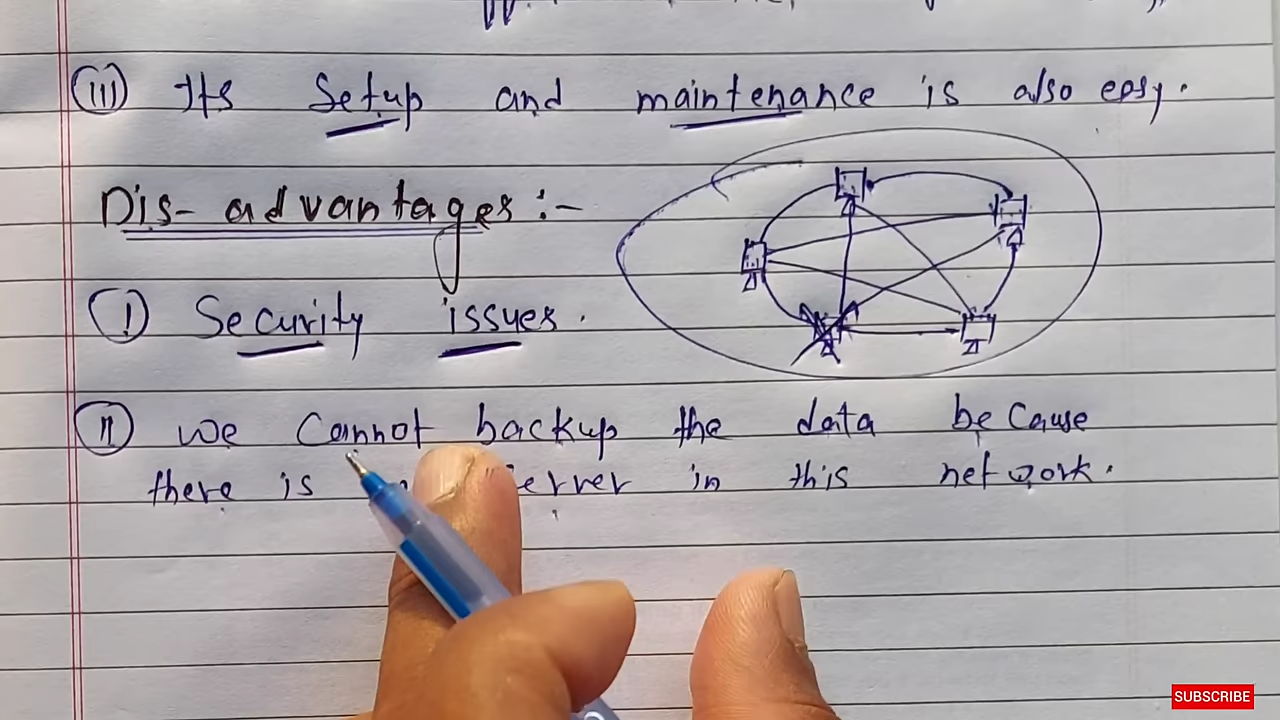 (III) Its Setup and maintenance is also easy.
Dis-advantages :-
(I) Security issues.
(II) We Cannot backup the data because
there is server in this network.
SUBSCRIBE